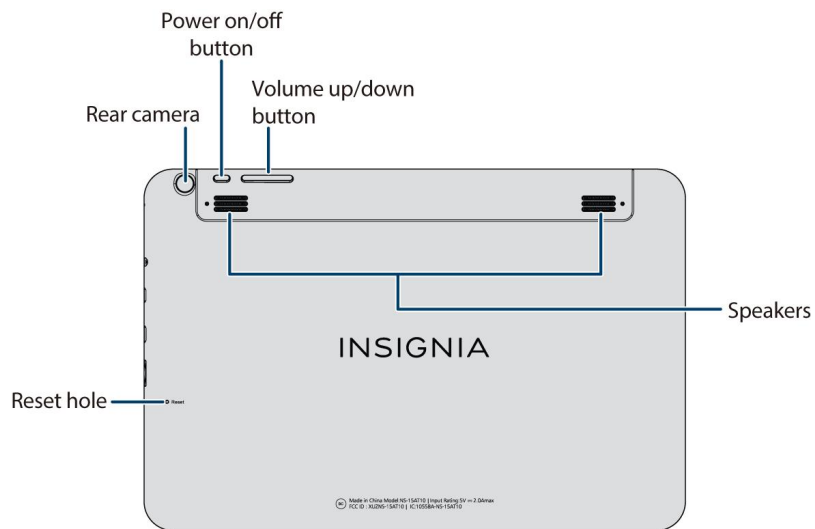 Power on/off
button
Volume up/down
button
Rear camera
Speakers
INSIGNIA
Reset hole
Reset
Made in China Model NS-15AT10 | Input Rating 5V ⎓ 2.0Amax
FCC ID : XUZNS-15AT10 | IC:10558A-NS-15AT10